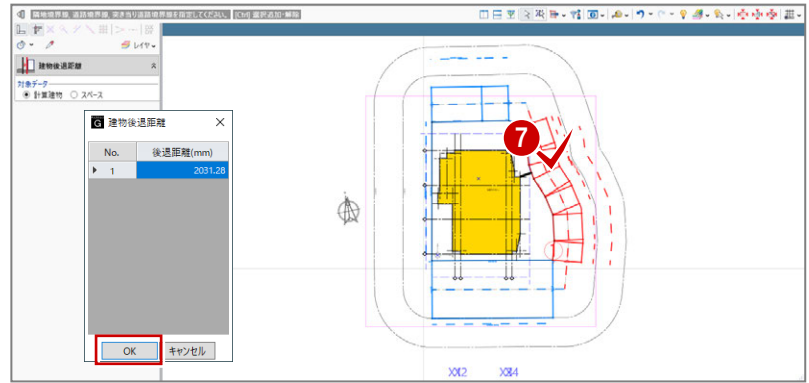 隣地境界線、道路境界線、突き当り道路境界線を指定してください。 [Ctrl] 選択追加・解除
レイヤ
建物後退距離
対象データ
計算建物 スペース
建物後退距離
No. 後退距離(mm)
1 2031.28
OK キャンセル
7